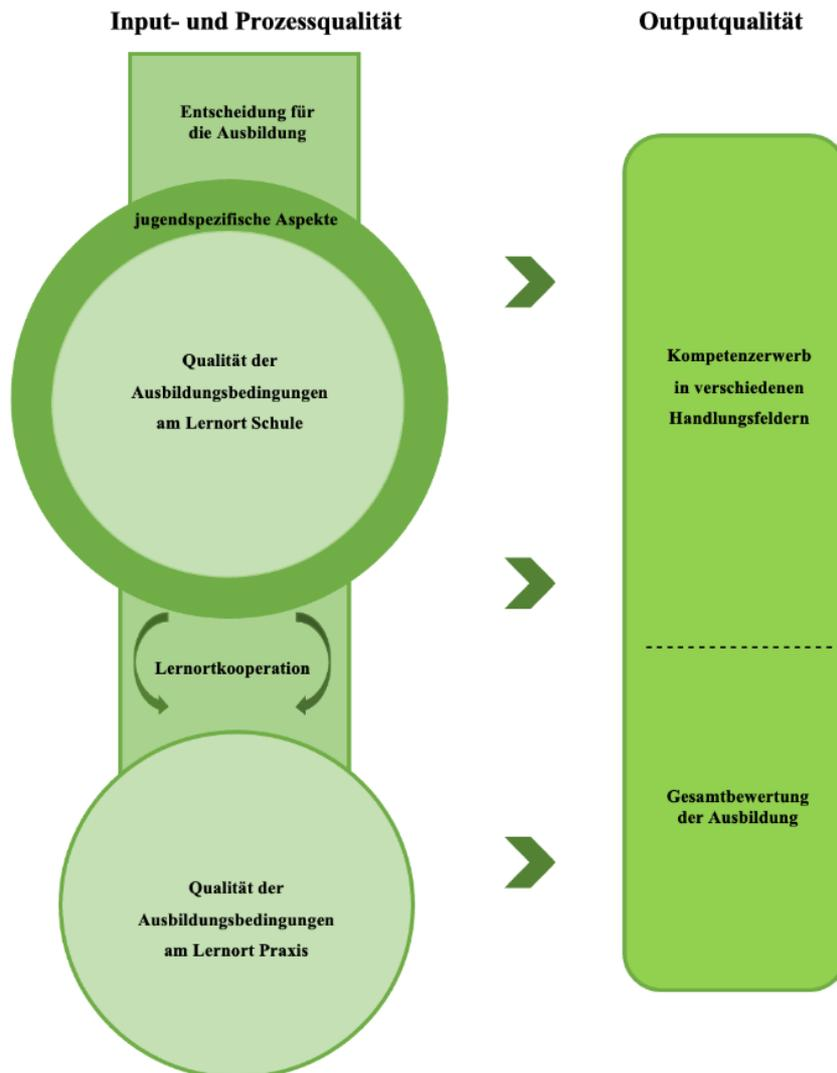 Input- und Prozessqualität
Outputqualität
Entscheidung für
die Ausbildung
jugendspezifische Aspekte
Qualität der
Ausbildungsbedingungen
am Lernort Schule
Lernortkooperation
Qualität der
Ausbildungsbedingungen
am Lernort Praxis
Kompetenzerwerb
in verschiedenen
Handlungsfeldern
Gesamtbewertung
der Ausbildung